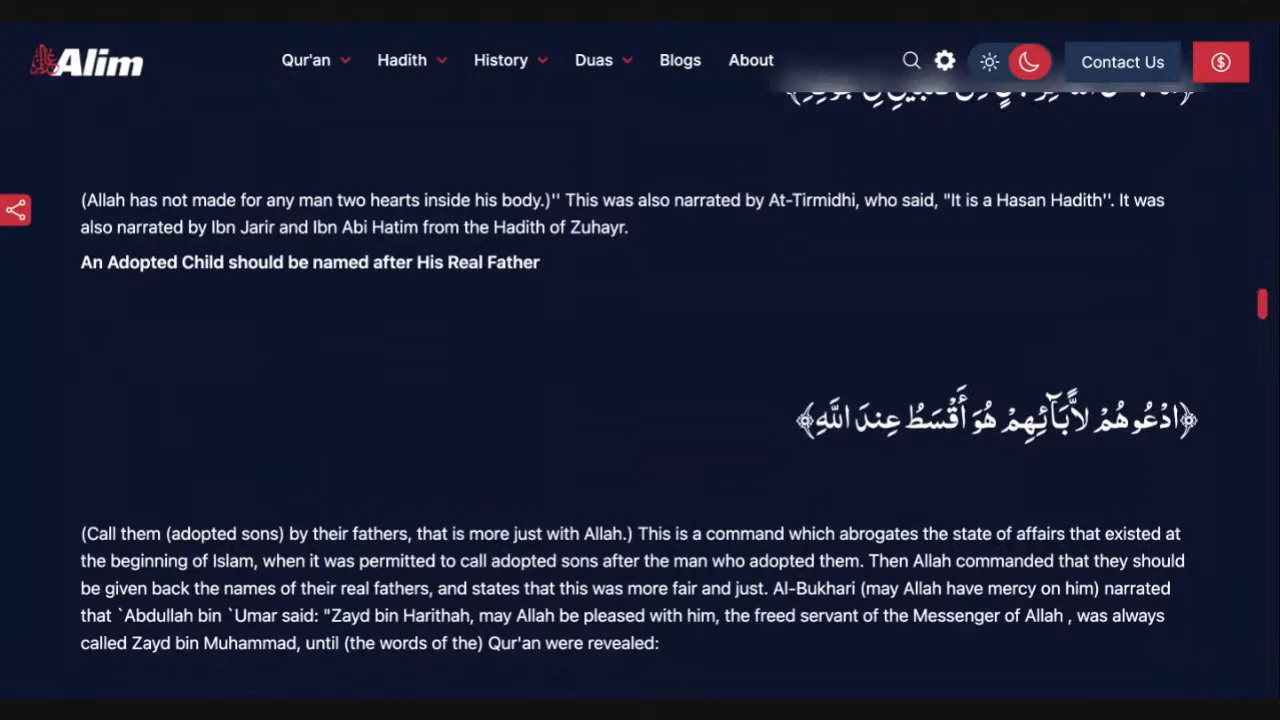 Alim
Qur'an
Hadith
History
Duas
Blogs
About
Contact Us
(Allah has not made for any man two hearts inside his body.)'' This was also narrated by At-Tirmidhi, who said, "It is a Hasan Hadith''. It was
also narrated by Ibn Jarir and Ibn Abi Hatim from the Hadith of Zuhayr.
An Adopted Child should be named after His Real Father
﴿ادْعُوهُمْ لاًّبَآئِهِمْ هُوَ أَقْسَطُ عِندَ اللَّهِ﴾
(Call them (adopted sons) by their fathers, that is more just with Allah.) This is a command which abrogates the state of affairs that existed at
the beginning of Islam, when it was permitted to call adopted sons after the man who adopted them. Then Allah commanded that they should
be given back the names of their real fathers, and states that this was more fair and just. Al-Bukhari (may Allah have mercy on him) narrated
that `Abdullah bin `Umar said: "Zayd bin Harithah, may Allah be pleased with him, the freed servant of the Messenger of Allah , was always
called Zayd bin Muhammad, until (the words of the) Qur'an were revealed: